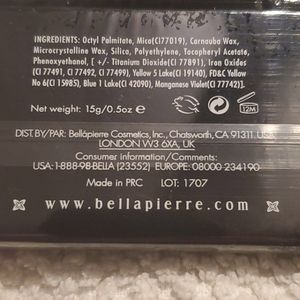 INGREDIENTS: Octyl Palmitate, Mica(CI77019), Carnauba Wax,
Microcrystalline Wax, Silica, Polyethylene, Tocopheryl Acetate,
Phenoxyethanol, [ +/- Titanium Dioxide(CI 77891), Iron Oxides
(CI 77491, CI 77492, CI 77499), Yellow 5 Lake(CI 19140), FD&C Yellow
No 6(CI 15985), Blue 1 Lake(CI 42090), Manganese Violet(CI 77742)].
Net weight: 15g/0.5oz e
12M
DIST. BY/PAR: Bellápierre Cosmetics, Inc., Chatsworth, CA 91311 USA
LONDON W3 6XA, UK
Consumer information/Comments:
USA: 1-888-98-BELLA (23552) EUROPE: 08000 234190
Made in PRC LOT: 1707
www.bellapierre.com